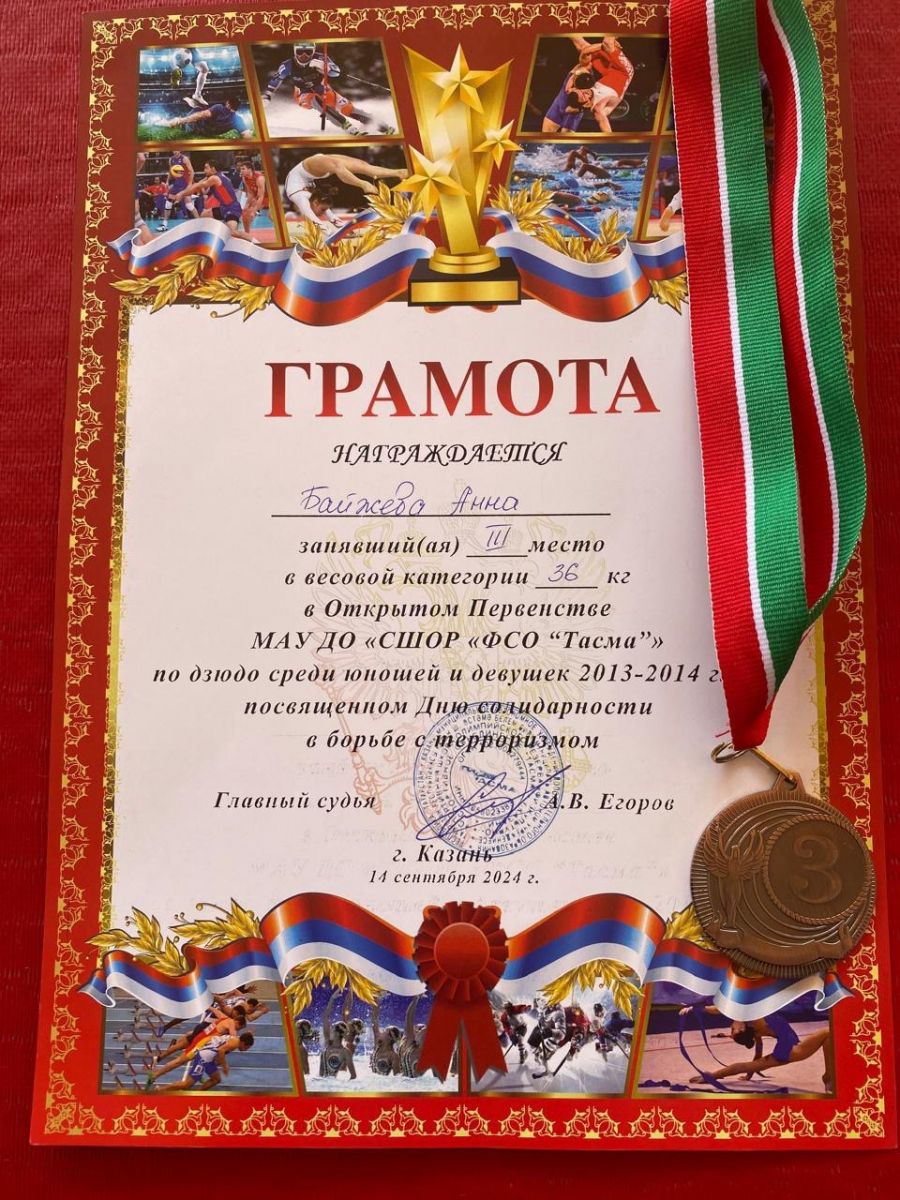 ГРАМОТА
НАГРАЖДАЕТСЯ
Байжева Анна
занявший(ая) III место
в весовой категории 36 кг
в Открытом Первенстве
МАУ ДО «СШОР «ФСО “Тасма”»
по дзюдо среди юношей и девушек 2013-2014 г
посвященном Дню солидарности
в борьбе с терроризмом
Главный судья А.В. Егоров
г. Казань
14 сентября 2024 г.
3